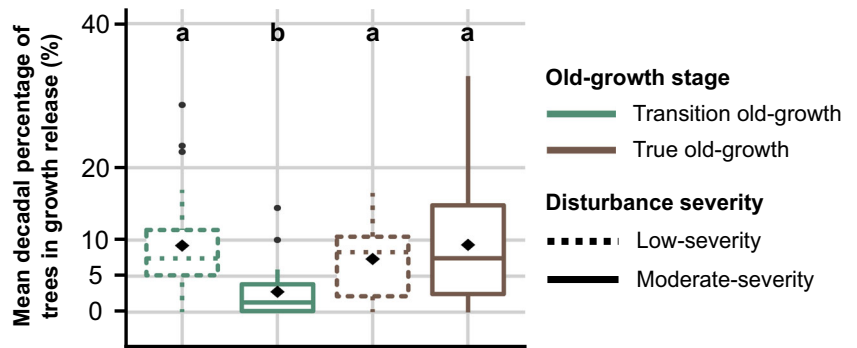 Mean decadal percentage of
trees in growth release (%)
40
20
10
5
0
a
b
a
a
Old-growth stage
Transition old-growth
True old-growth
Disturbance severity
Low-severity
Moderate-severity